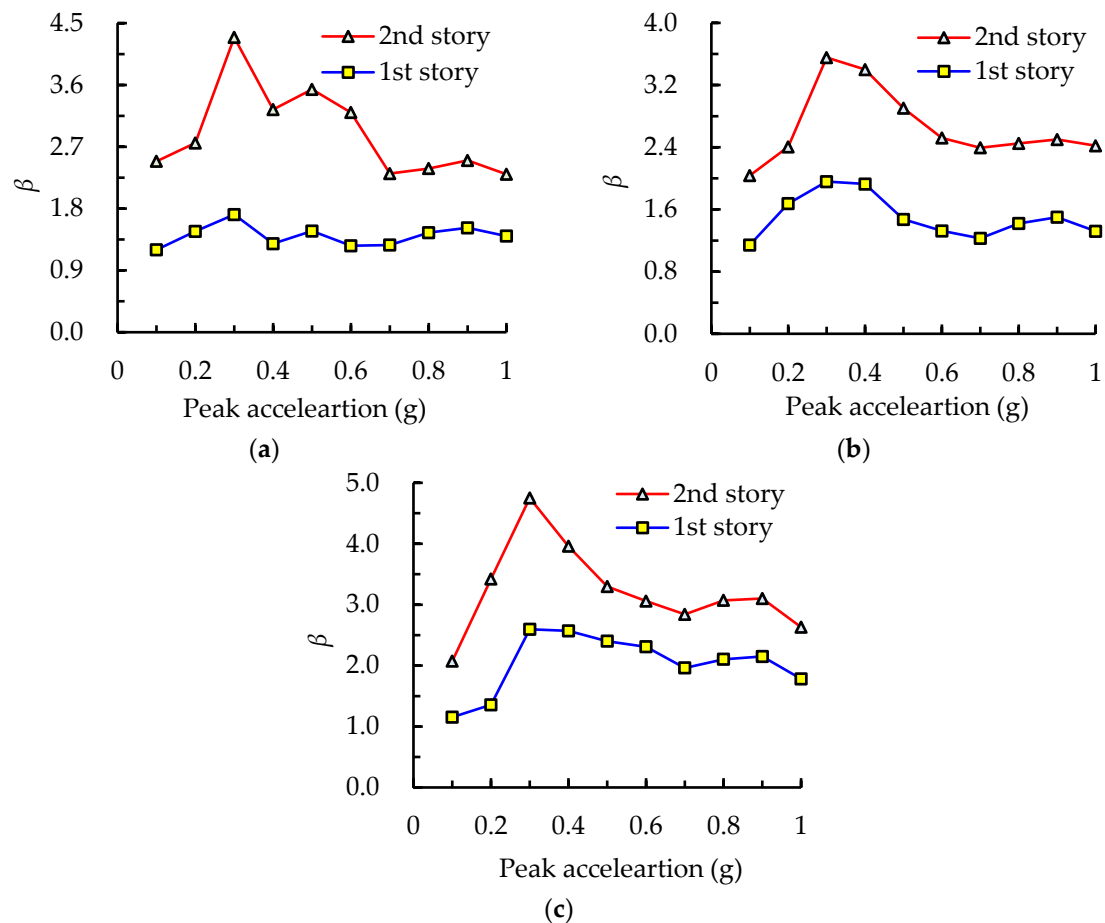 4.5
3.6
2.7
1.8
0.9
0.0
β
2nd story
1st story
0 0.2 0.4 0.6 0.8 1
Peak acceleartion (g)
(a)
4.0
3.2
2.4
1.6
0.8
0.0
β
2nd story
1st story
0 0.2 0.4 0.6 0.8 1
Peak acceleartion (g)
(b)
5.0
4.0
3.0
2.0
1.0
0.0
β
2nd story
1st story
0 0.2 0.4 0.6 0.8 1
Peak acceleartion (g)
(c)